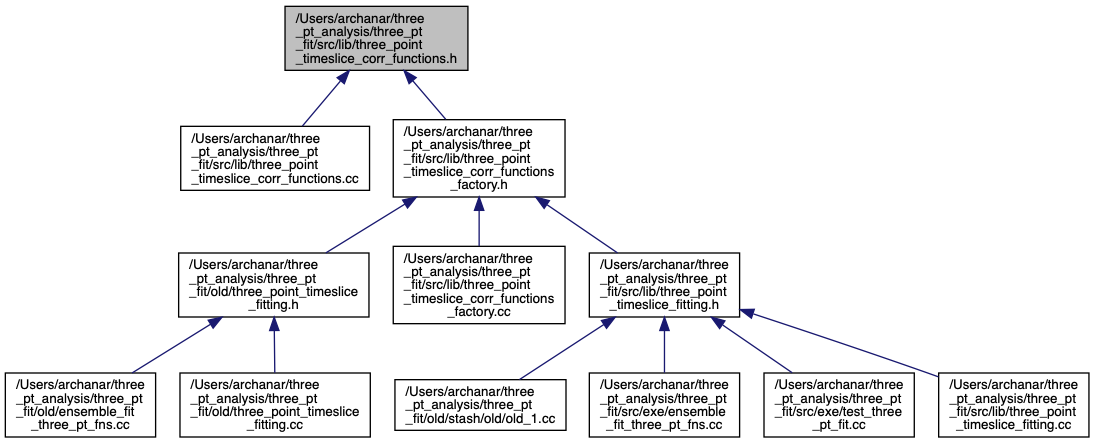 /Users/archanar/three
_pt_analysis/three_pt
_fit/src/lib/three_point
_timeslice_corr_functions.h
/Users/archanar/three
_pt_analysis/three_pt
_fit/src/lib/three_point
_timeslice_corr_functions.cc
/Users/archanar/three
_pt_analysis/three_pt
_fit/src/lib/three_point
_timeslice_corr_functions
_factory.h
/Users/archanar/three
_pt_analysis/three_pt
_fit/old/three_point_timeslice
_fitting.h
/Users/archanar/three
_pt_analysis/three_pt
_fit/src/lib/three_point
_timeslice_corr_functions
_factory.cc
/Users/archanar/three
_pt_analysis/three_pt
_fit/src/lib/three_point
_timeslice_fitting.h
/Users/archanar/three
_pt_analysis/three_pt
_fit/old/ensemble_fit
_three_pt_fns.cc
/Users/archanar/three
_pt_analysis/three_pt
_fit/old/three_point_timeslice
_fitting.cc
/Users/archanar/three
_pt_analysis/three_pt
_fit/old/stash/old/old_1.cc
/Users/archanar/three
_pt_analysis/three_pt
_fit/src/exe/ensemble
_fit_three_pt_fns.cc
/Users/archanar/three
_pt_analysis/three_pt
_fit/src/exe/test_three
_pt_fit.cc
/Users/archanar/three
_pt_analysis/three_pt
_fit/src/lib/three_point
_timeslice_fitting.cc